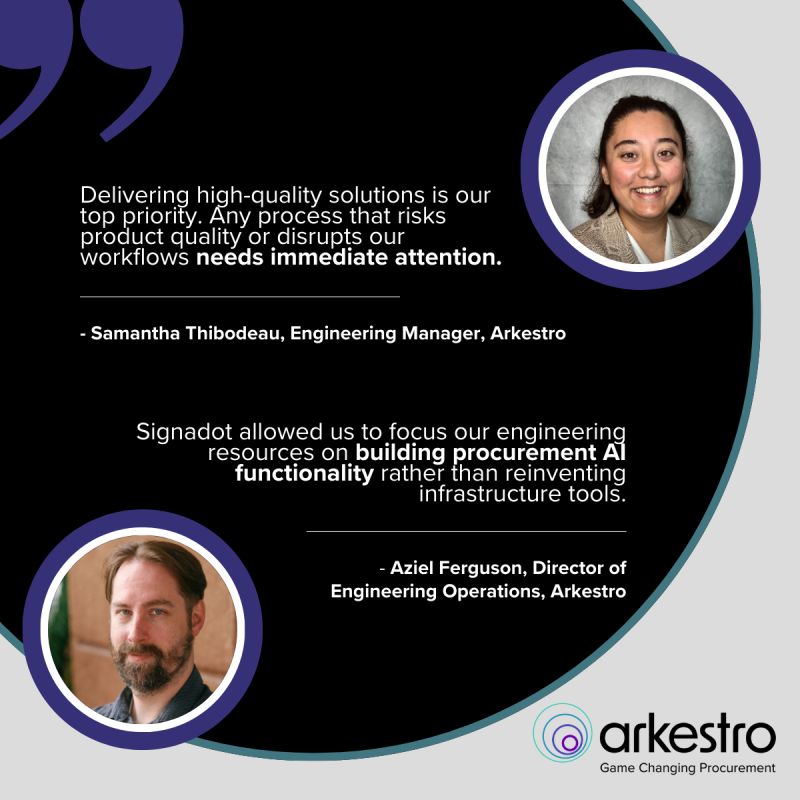 Delivering high-quality solutions is our
top priority. Any process that risks
product quality or disrupts our
workflows needs immediate attention.
- Samantha Thibodeau, Engineering Manager, Arkestro
Signadot allowed us to focus our engineering
resources on building procurement AI
functionality rather than reinventing
infrastructure tools.
- Aziel Ferguson, Director of
Engineering Operations, Arkestro
arkestro
Game Changing Procurement